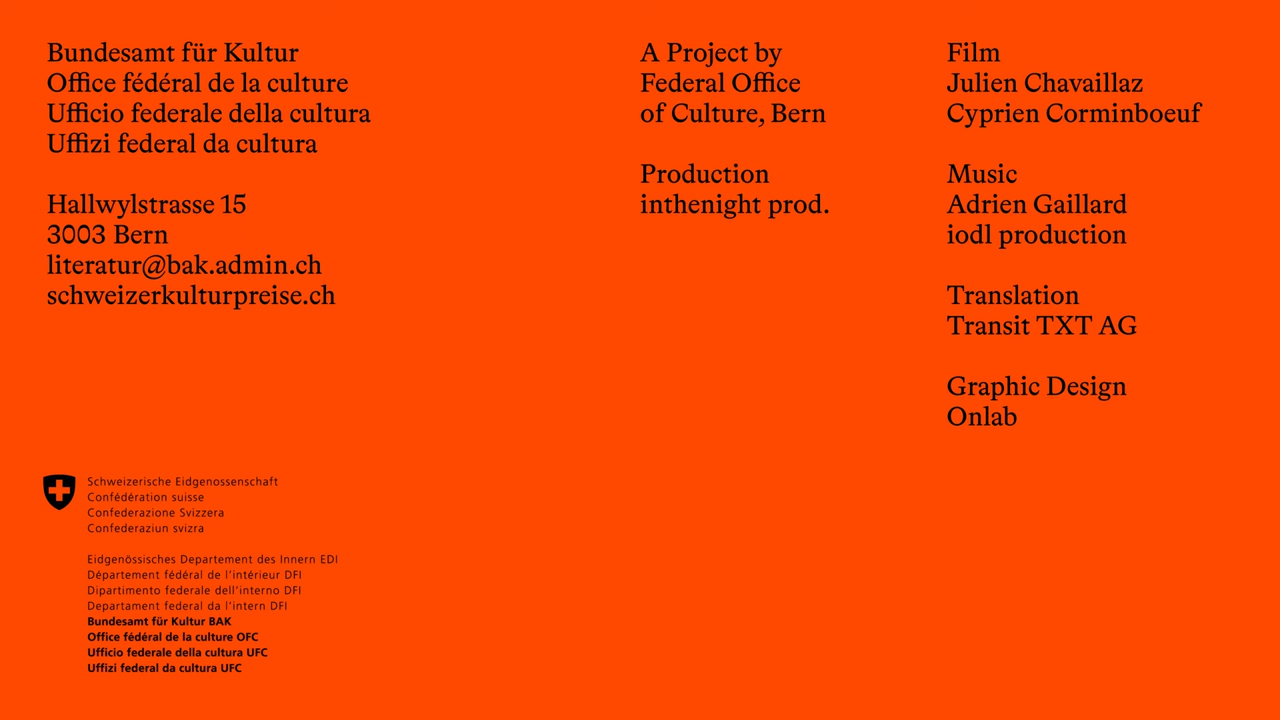 Bundesamt für Kultur
Office fédéral de la culture
Ufficio federale della cultura
Uffizi federal da cultura
Hallwylstrasse 15
3003 Bern
literatur@bak.admin.ch
schweizerkulturpreise.ch
A Project by
Federal Office
of Culture, Bern
Production
inthenight prod.
Film
Julien Chavaillaz
Cyprien Corminboeuf
Music
Adrien Gaillard
iodl production
Translation
Transit TXT AG
Graphic Design
Onlab
Schweizerische Eidgenossenschaft
Confédération suisse
Confederazione Svizzera
Confederaziun svizra
Eidgenössisches Departement des Innern EDI
Département fédéral de l'intérieur DFI
Dipartimento federale dell'interno DFI
Departament federal da l'intern DFI
Bundesamt für Kultur BAK
Office fédéral de la culture OFC
Ufficio federale della cultura UFC
Uffizi federal da cultura UFC